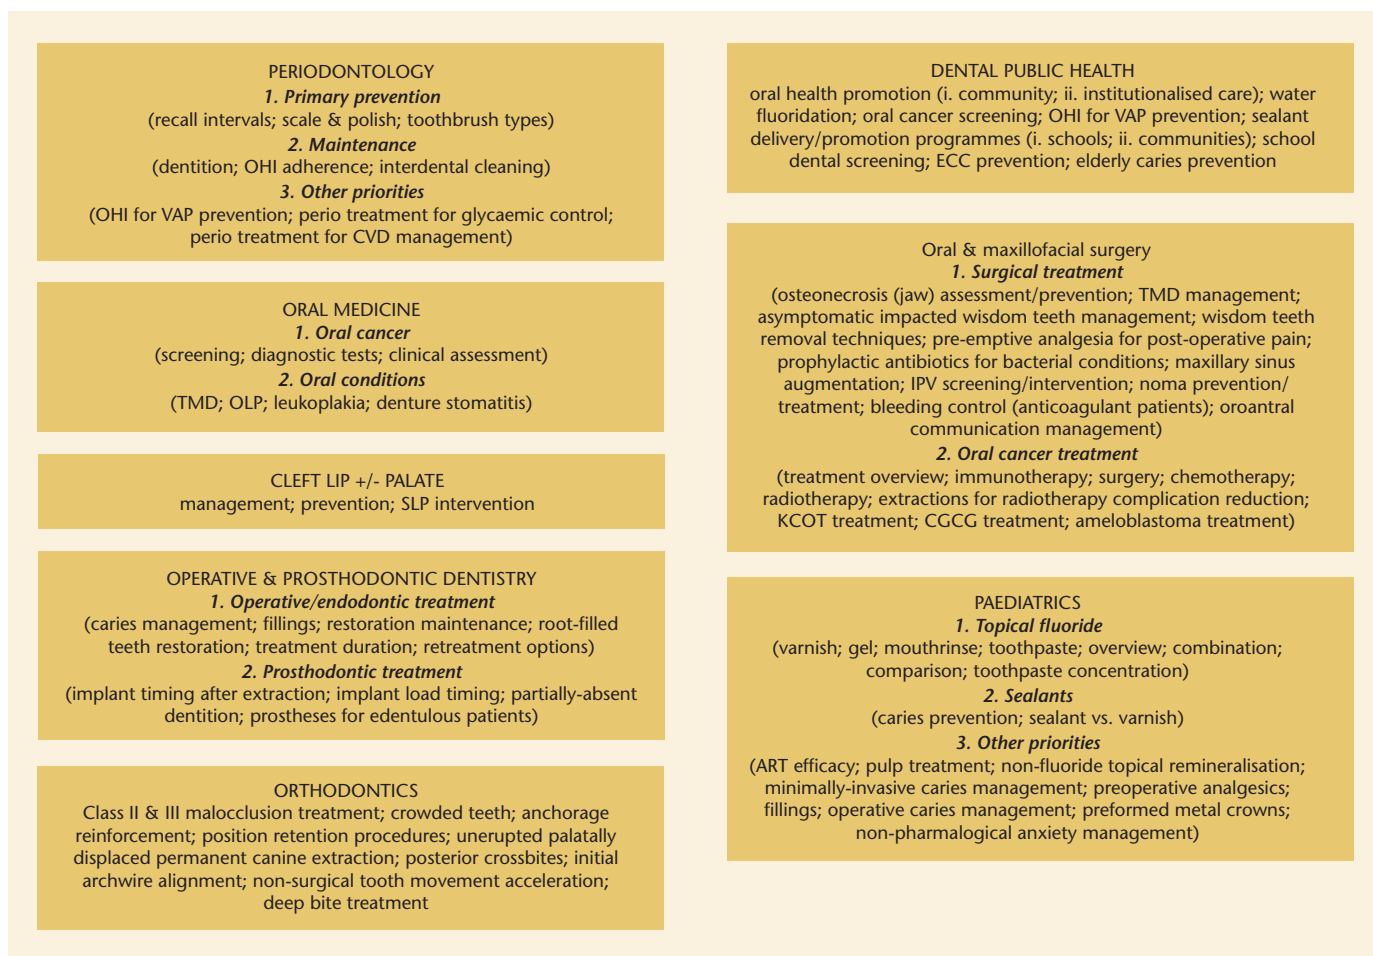 PERIODONTOLOGY
1. Primary prevention
(recall intervals; scale & polish; toothbrush types)
2. Maintenance
(dentition; OHI adherence; interdental cleaning)
3. Other priorities
(OHI for VAP prevention; perio treatment for glycaemic control;
perio treatment for CVD management)
ORAL MEDICINE
1. Oral cancer
(screening; diagnostic tests; clinical assessment)
2. Oral conditions
(TMD; OLP; leukoplakia; denture stomatitis)
CLEFT LIP +/- PALATE
management; prevention; SLP intervention
OPERATIVE & PROSTHODONTIC DENTISTRY
1. Operative/endodontic treatment
(caries management; fillings; restoration maintenance; root-filled
teeth restoration; treatment duration; retreatment options)
2. Prosthodontic treatment
(implant timing after extraction; implant load timing; partially-absent
dentition; prostheses for edentulous patients)
ORTHODONTICS
Class II & III malocclusion treatment; crowded teeth; anchorage
reinforcement; position retention procedures; unerupted palatally
displaced permanent canine extraction; posterior crossbites; initial
archwire alignment; non-surgical tooth movement acceleration;
deep bite treatment
DENTAL PUBLIC HEALTH
oral health promotion (i. community; ii. institutionalised care); water
fluoridation; oral cancer screening; OHI for VAP prevention; sealant
delivery/promotion programmes (i. schools; ii. communities); school
dental screening; ECC prevention; elderly caries prevention
Oral & maxillofacial surgery
1. Surgical treatment
(osteonecrosis (jaw) assessment/prevention; TMD management;
asymptomatic impacted wisdom teeth management; wisdom teeth
removal techniques; pre-emptive analgesia for post-operative pain;
prophylactic antibiotics for bacterial conditions; maxillary sinus
augmentation; IPV screening/intervention; noma prevention/
treatment; bleeding control (anticoagulant patients); oroantral
communication management)
2. Oral cancer treatment
(treatment overview; immunotherapy; surgery; chemotherapy;
radiotherapy; extractions for radiotherapy complication reduction;
KCOT treatment; CGCG treatment; ameloblastoma treatment)
PAEDIATRICS
1. Topical fluoride
(varnish; gel; mouthrinse; toothpaste; overview; combination;
comparison; toothpaste concentration)
2. Sealants
(caries prevention; sealant vs. varnish)
3. Other priorities
(ART efficacy; pulp treatment; non-fluoride topical remineralisation;
minimally-invasive caries management; preoperative analgesics;
fillings; operative caries management; preformed metal crowns;
non-pharmalogical anxiety management)